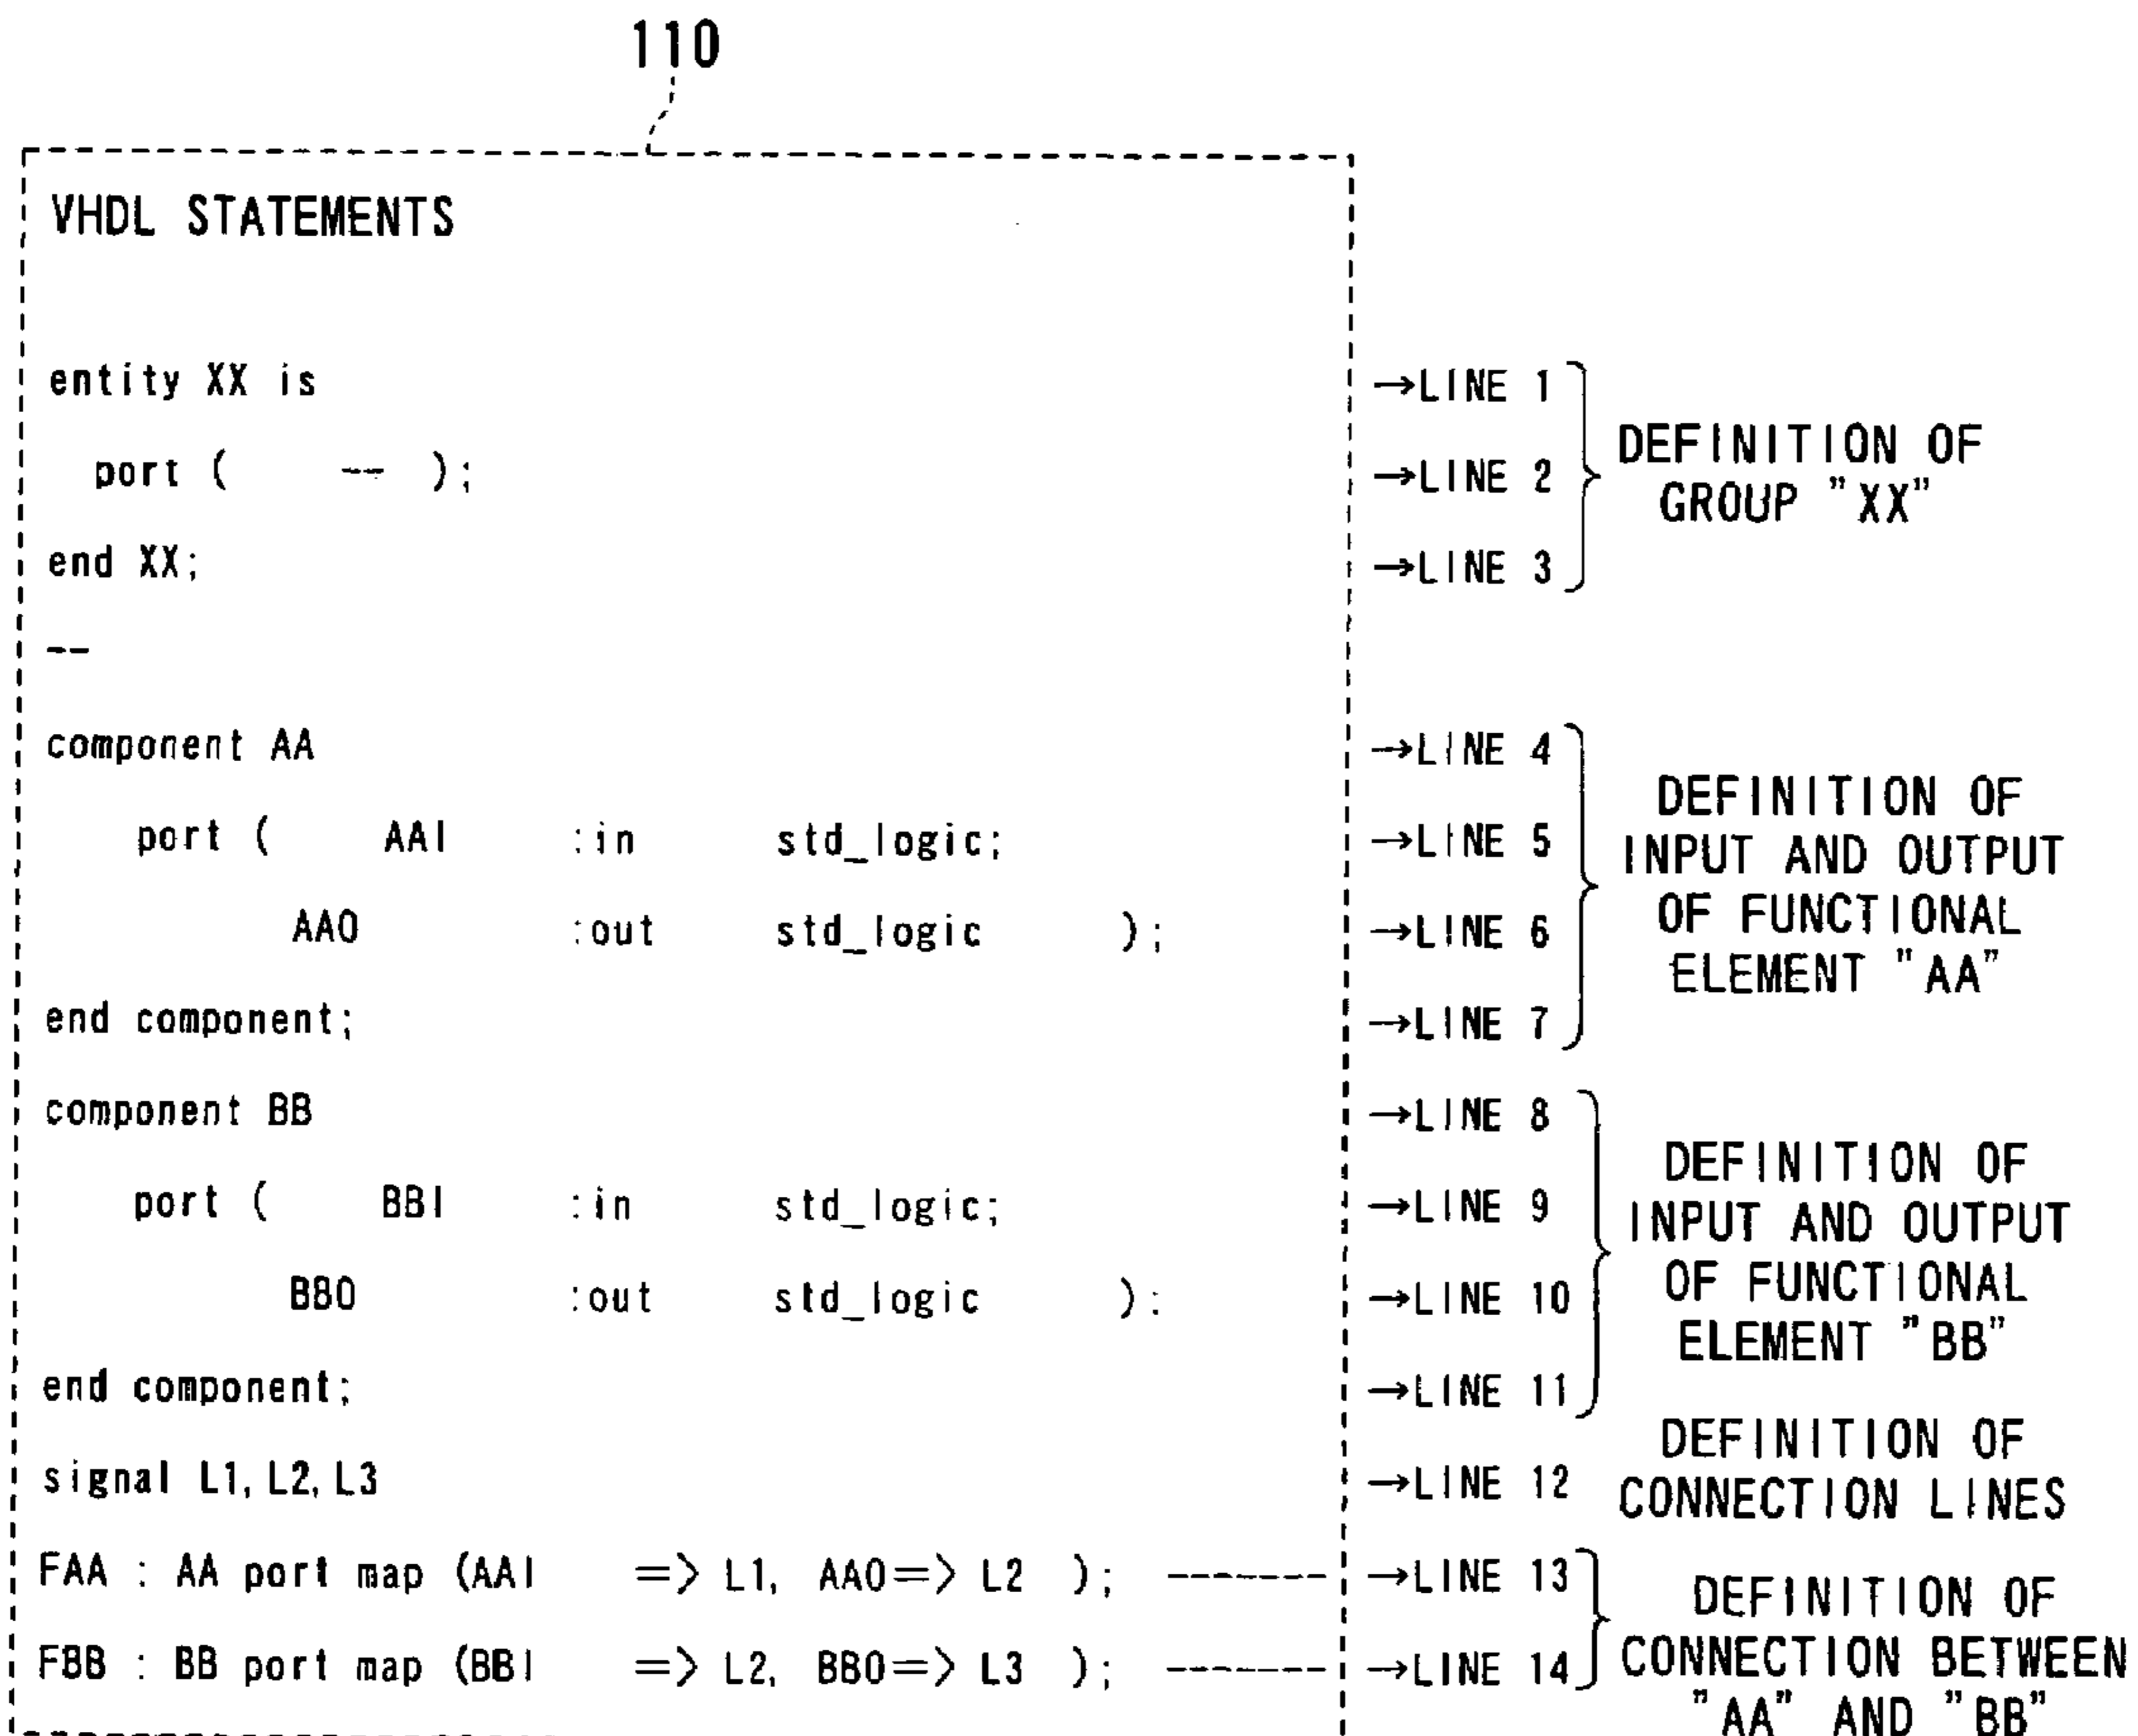 110
VHDL STATEMENTS
entity XX is →LINE 1
port ( -- ); →LINE 2
end XX; →LINE 3
DEFINITION OF
GROUP "XX"
--
component AA →LINE 4
port ( AAI :in std_logic; →LINE 5
AAO :out std_logic ); →LINE 6
end component; →LINE 7
DEFINITION OF
INPUT AND OUTPUT
OF FUNCTIONAL
ELEMENT "AA"
component BB →LINE 8
port ( BBI :in std_logic; →LINE 9
BBO :out std_logic ); →LINE 10
end component; →LINE 11
DEFINITION OF
INPUT AND OUTPUT
OF FUNCTIONAL
ELEMENT "BB"
signal L1, L2, L3 →LINE 12
DEFINITION OF
CONNECTION LINES
FAA : AA port map (AAI => L1, AAO=> L2 ); ------- →LINE 13
FBB : BB port map (BBI => L2, BBO=> L3 ); ------- →LINE 14
DEFINITION OF
CONNECTION BETWEEN
"AA" AND "BB"